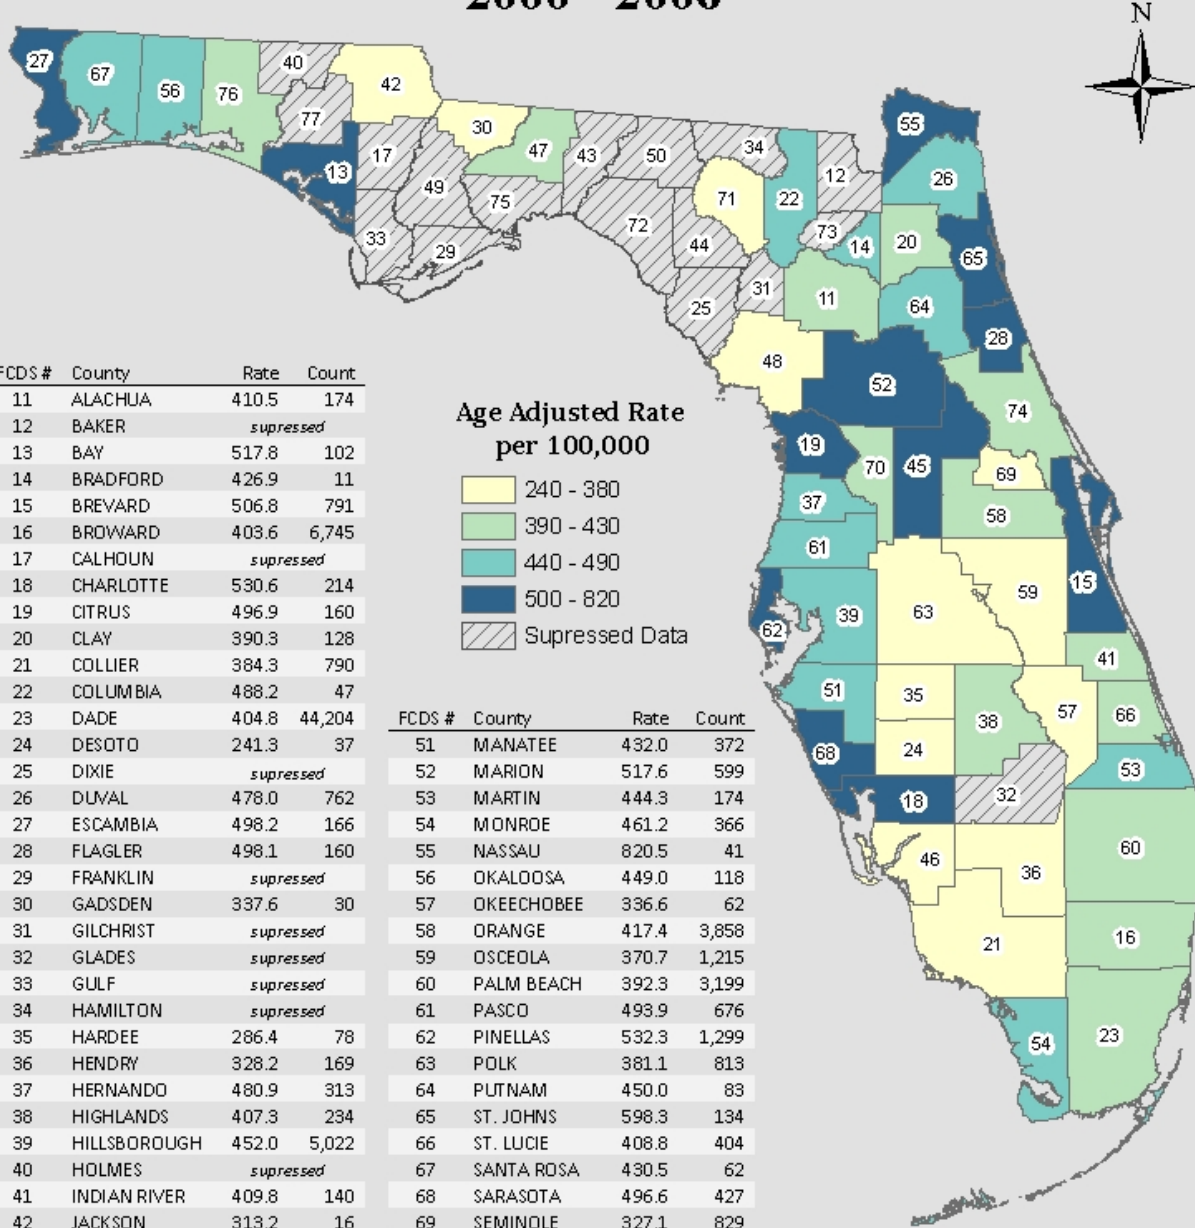 N
27
67
56
76
40
77
42
13
17
33
49
30
47
75
29
43
50
72
34
71
44
25
22
31
12
73
14
11
48
55
26
20
65
64
28
52
74
19
70
45
69
37
58
61
62
39
63
59
15
51
35
38
57
41
66
68
24
53
18
32
46
36
60
21
16
54
23
Age Adjusted Rate
per 100,000
240 - 380
390 - 430
440 - 490
500 - 820
Supressed Data
FCDS # County Rate Count
11 ALACHUA 410.5 174
12 BAKER supressed
13 BAY 517.8 102
14 BRADFORD 426.9 11
15 BREVARD 506.8 791
16 BROWARD 403.6 6,745
17 CALHOUN supressed
18 CHARLOTTE 530.6 214
19 CITRUS 496.9 160
20 CLAY 390.3 128
21 COLLIER 384.3 790
22 COLUMBIA 488.2 47
23 DADE 404.8 44,204
24 DESOTO 241.3 37
25 DIXIE supressed
26 DUVAL 478.0 762
27 ESCAMBIA 498.2 166
28 FLAGLER 498.1 160
29 FRANKLIN supressed
30 GADSDEN 337.6 30
31 GILCHRIST supressed
32 GLADES supressed
33 GULF supressed
34 HAMILTON supressed
35 HARDEE 286.4 78
36 HENDRY 328.2 169
37 HERNANDO 480.9 313
38 HIGHLANDS 407.3 234
39 HILLSBOROUGH 452.0 5,022
40 HOLMES supressed
41 INDIAN RIVER 409.8 140
42 JACKSON 313.2 16
FCDS # County Rate Count
51 MANATEE 432.0 372
52 MARION 517.6 599
53 MARTIN 444.3 174
54 MONROE 461.2 366
55 NASSAU 820.5 41
56 OKALOOSA 449.0 118
57 OKEECHOBEE 336.6 62
58 ORANGE 417.4 3,858
59 OSCEOLA 370.7 1,215
60 PALM BEACH 392.3 3,199
61 PASCO 493.9 676
62 PINELLAS 532.3 1,299
63 POLK 381.1 813
64 PUTNAM 450.0 83
65 ST. JOHNS 598.3 134
66 ST. LUCIE 408.8 404
67 SANTA ROSA 430.5 62
68 SARASOTA 496.6 427
69 SEMINOLE 327.1 829